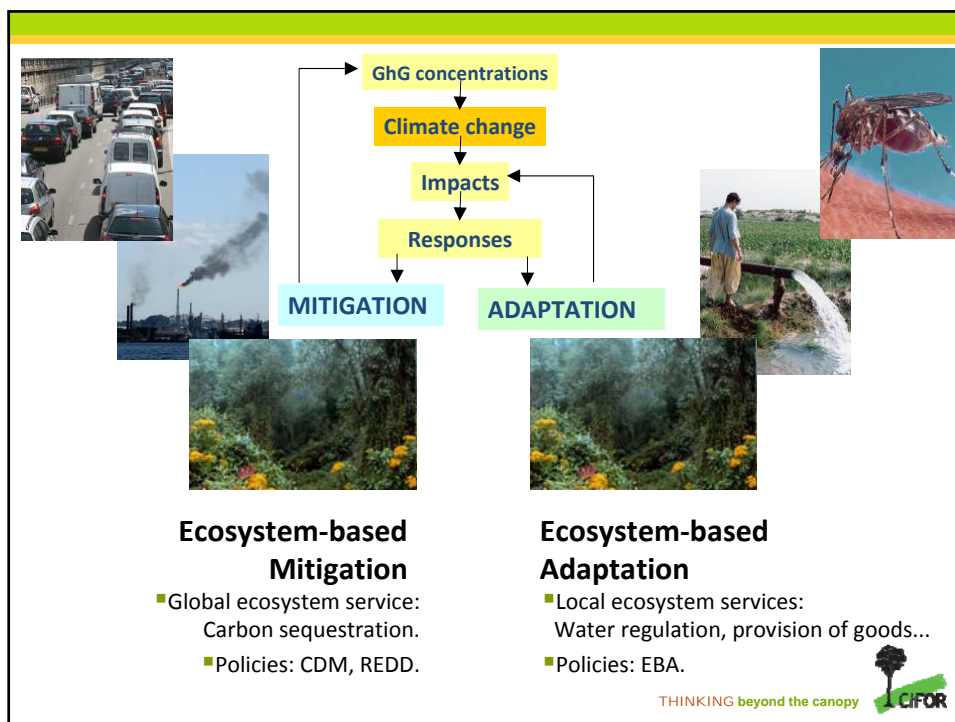 GhG concentrations
Climate change
Impacts
Responses
MITIGATION
ADAPTATION
Ecosystem-based
Mitigation
▪Global ecosystem service:
Carbon sequestration.
▪Policies: CDM, REDD.
Ecosystem-based
Adaptation
▪Local ecosystem services:
Water regulation, provision of goods...
▪Policies: EBA.
THINKING beyond the canopy
CIFOR